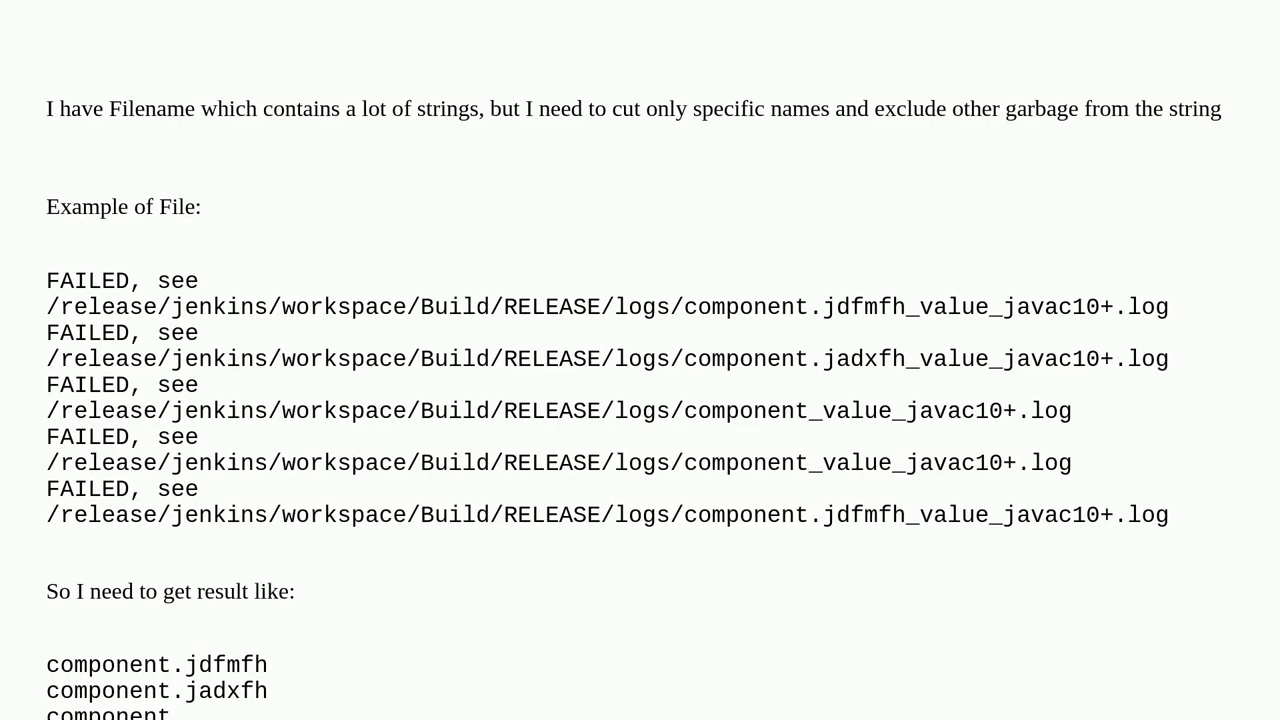 I have Filename which contains a lot of strings, but I need to cut only specific names and exclude other garbage from the string
Example of File:
FAILED, see
/release/jenkins/workspace/Build/RELEASE/logs/component.jdfmfh_value_javac10+.log
FAILED, see
/release/jenkins/workspace/Build/RELEASE/logs/component.jadxfh_value_javac10+.log
FAILED, see
/release/jenkins/workspace/Build/RELEASE/logs/component_value_javac10+.log
FAILED, see
/release/jenkins/workspace/Build/RELEASE/logs/component_value_javac10+.log
FAILED, see
/release/jenkins/workspace/Build/RELEASE/logs/component.jdfmfh_value_javac10+.log
So I need to get result like:
component.jdfmfh
component.jadxfh
component